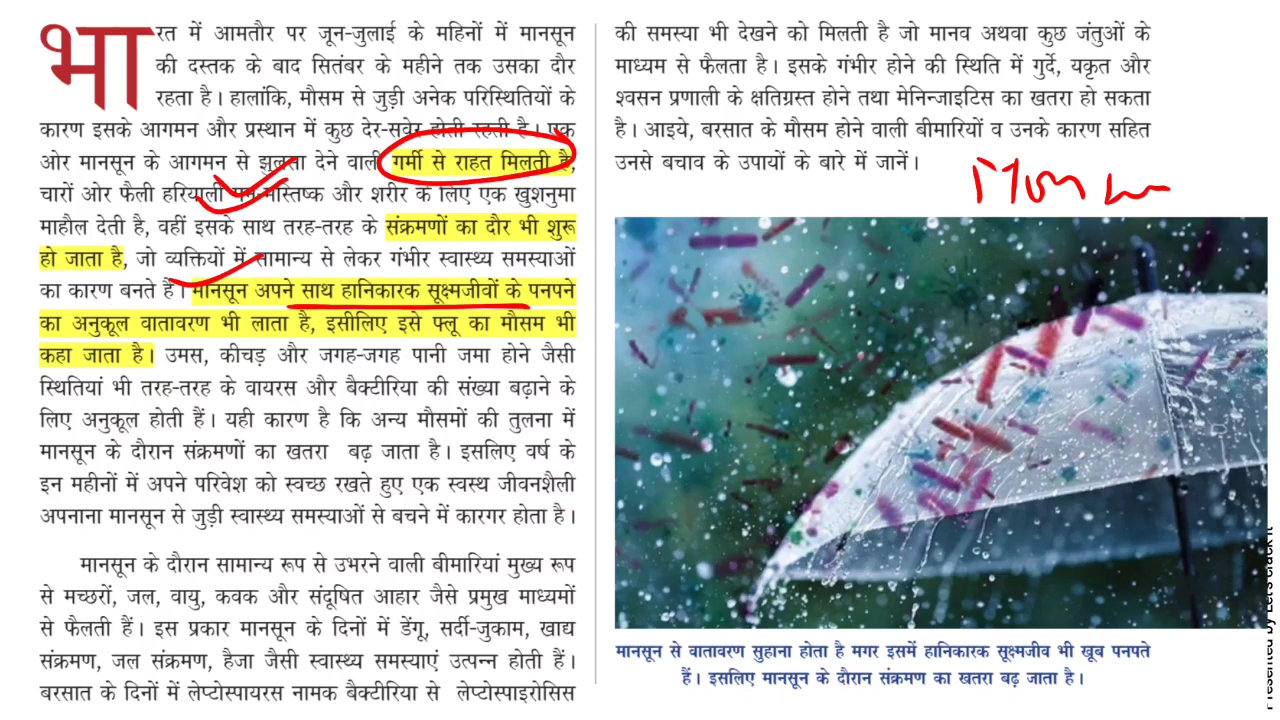 भारत में आमतौर पर जून-जुलाई के महिनों में मानसून
की दस्तक के बाद सितंबर के महीने तक उसका दौर
रहता है। हालांकि, मौसम से जुड़ी अनेक परिस्थितियों के
कारण इसके आगमन और प्रस्थान में कुछ देर-सवेर होती रहती है। एक
ओर मानसून के आगमन से झुलसा देने वाली गर्मी से राहत मिलती है,
चारों ओर फैली हरियाली मन-मस्तिष्क और शरीर के लिए एक खुशनुमा
माहौल देती है, वहीं इसके साथ तरह-तरह के संक्रमणों का दौर भी शुरू
हो जाता है, जो व्यक्तियों में सामान्य से लेकर गंभीर स्वास्थ्य समस्याओं
का कारण बनते हैं। मानसून अपने साथ हानिकारक सूक्ष्मजीवों के पनपने
का अनुकूल वातावरण भी लाता है, इसीलिए इसे फ्लू का मौसम भी
कहा जाता है। उमस, कीचड़ और जगह-जगह पानी जमा होने जैसी
स्थितियां भी तरह-तरह के वायरस और बैक्टीरिया की संख्या बढ़ाने के
लिए अनुकूल होती हैं। यही कारण है कि अन्य मौसमों की तुलना में
मानसून के दौरान संक्रमणों का खतरा बढ़ जाता है। इसलिए वर्ष के
इन महीनों में अपने परिवेश को स्वच्छ रखते हुए एक स्वस्थ जीवनशैली
अपनाना मानसून से जुड़ी स्वास्थ्य समस्याओं से बचने में कारगर होता है।
मानसून के दौरान सामान्य रूप से उभरने वाली बीमारियां मुख्य रूप
से मच्छरों, जल, वायु, कवक और संदूषित आहार जैसे प्रमुख माध्यमों
से फैलती हैं। इस प्रकार मानसून के दिनों में डेंगू, सर्दी-जुकाम, खाद्य
संक्रमण, जल संक्रमण, हैजा जैसी स्वास्थ्य समस्याएं उत्पन्न होती हैं।
बरसात के दिनों में लेप्टोस्पायरस नामक बैक्टीरिया से लेप्टोस्पाइरोसिस
की समस्या भी देखने को मिलती है जो मानव अथवा कुछ जंतुओं के
माध्यम से फैलता है। इसके गंभीर होने की स्थिति में गुर्दे, यकृत और
श्वसन प्रणाली के क्षतिग्रस्त होने तथा मेनिन्जाइटिस का खतरा हो सकता
है। आइये, बरसात के मौसम होने वाली बीमारियों व उनके कारण सहित
उनसे बचाव के उपायों के बारे में जानें।
मानसून से वातावरण सुहाना होता है मगर इसमें हानिकारक सूक्ष्मजीव भी खूब पनपते
हैं। इसलिए मानसून के दौरान संक्रमण का खतरा बढ़ जाता है।
Presented by Let's crack it